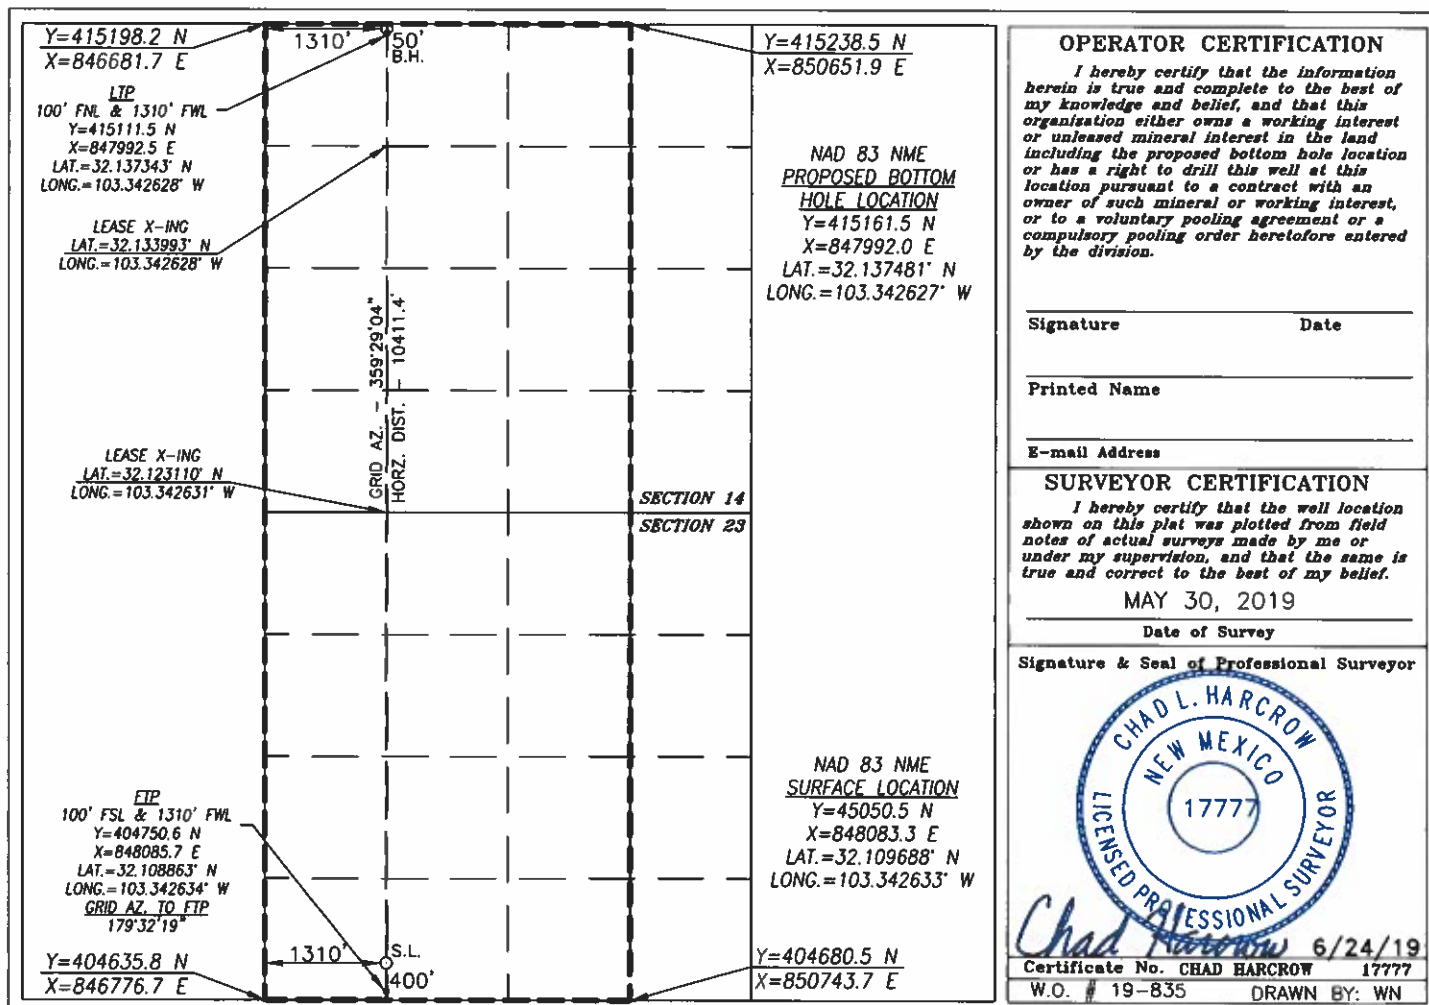 Y=415198.2 N
X=846681.7 E
1310'
50'
B.H.
Y=415238.5 N
X=850651.9 E
LTP
100' FNL & 1310' FWL
Y=415111.5 N
X=847992.5 E
LAT.=32.137343° N
LONG.=103.342628° W
LEASE X-ING
LAT.=32.133993° N
LONG.=103.342628° W
NAD 83 NME
PROPOSED BOTTOM
HOLE LOCATION
Y=415161.5 N
X=847992.0 E
LAT.=32.137481° N
LONG.=103.342627° W
GRID AZ. - 359°29'04"
HORZ. DIST. - 10411.4'
LEASE X-ING
LAT.=32.123110° N
LONG.=103.342631° W
SECTION 14
SECTION 23
FTP
100' FSL & 1310' FWL
Y=404750.6 N
X=848085.7 E
LAT.=32.108863° N
LONG.=103.342634° W
GRID AZ. TO FTP
179°32'19"
NAD 83 NME
SURFACE LOCATION
Y=45050.5 N
X=848083.3 E
LAT.=32.109688° N
LONG.=103.342633° W
1310'
S.L.
400'
Y=404635.8 N
X=846776.7 E
Y=404680.5 N
X=850743.7 E
OPERATOR CERTIFICATION
I hereby certify that the information
herein is true and complete to the best of
my knowledge and belief, and that this
organization either owns a working interest
or unleased mineral interest in the land
including the proposed bottom hole location
or has a right to drill this well at this
location pursuant to a contract with an
owner of such mineral or working interest,
or to a voluntary pooling agreement or a
compulsory pooling order heretofore entered
by the division.
Signature Date
Printed Name
E-mail Address
SURVEYOR CERTIFICATION
I hereby certify that the well location
shown on this plat was plotted from field
notes of actual surveys made by me or
under my supervision, and that the same is
true and correct to the best of my belief.
MAY 30, 2019
Date of Survey
Signature & Seal of Professional Surveyor
CHAD L. HARCROW
NEW MEXICO
17777
LICENSED PROFESSIONAL SURVEYOR
Chad Harcrow 6/24/19
Certificate No. CHAD HARCROW 17777
W.O. # 19-835 DRAWN BY: WN